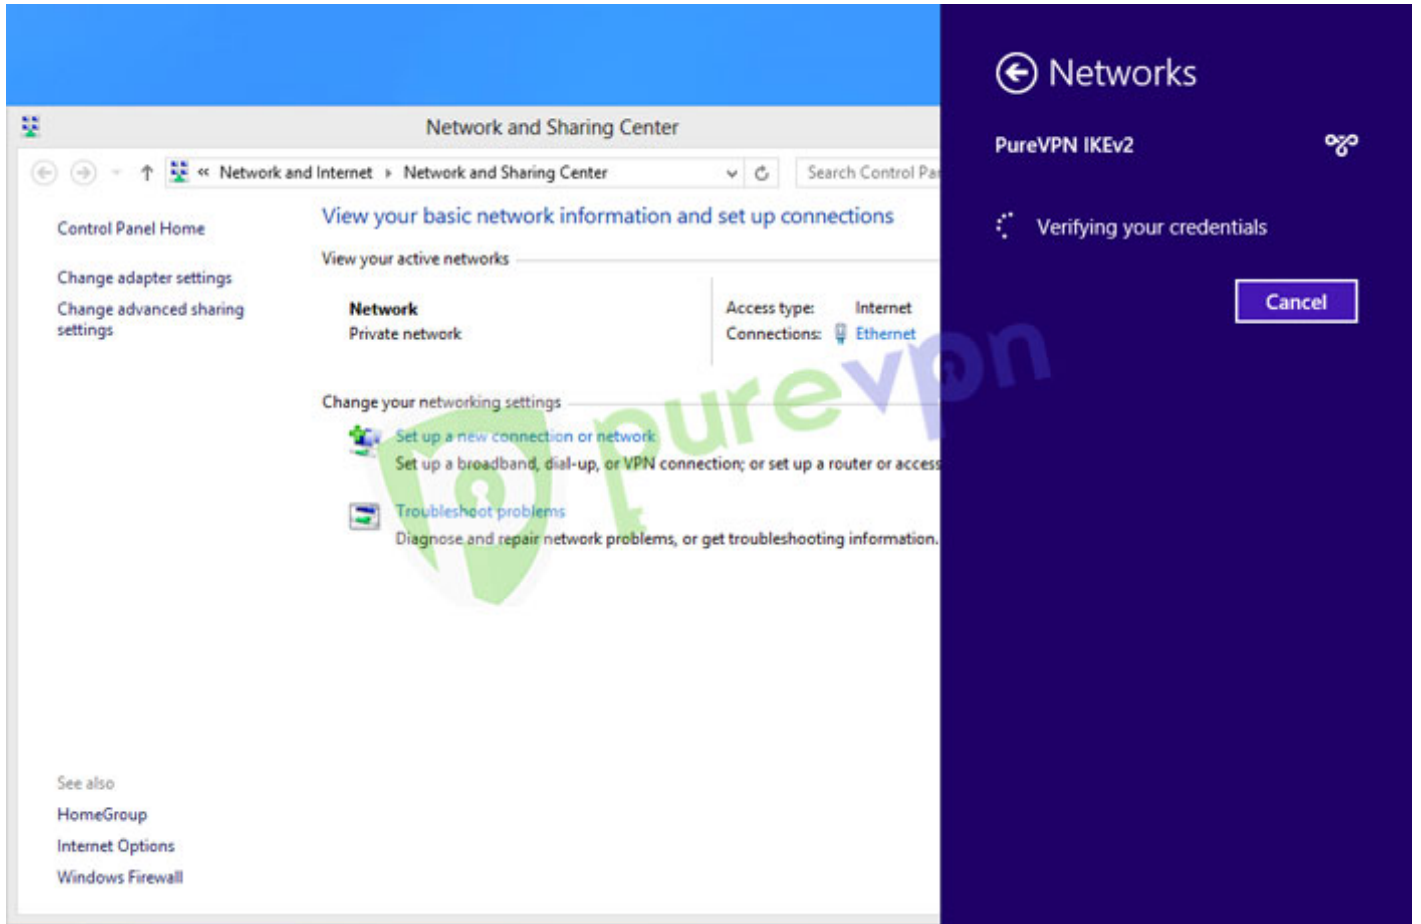 Networks
PureVPN IKEv2
Verifying your credentials
Cancel
Network and Sharing Center
« Network and Internet ▸ Network and Sharing Center
Search Control Pa
Control Panel Home
Change adapter settings
Change advanced sharing
settings
View your basic network information and set up connections
View your active networks
Network
Private network
Access type: Internet
Connections: Ethernet
Change your networking settings
Set up a new connection or network
Set up a broadband, dial-up, or VPN connection; or set up a router or access
Troubleshoot problems
Diagnose and repair network problems, or get troubleshooting information.
purevpn
See also
HomeGroup
Internet Options
Windows Firewall